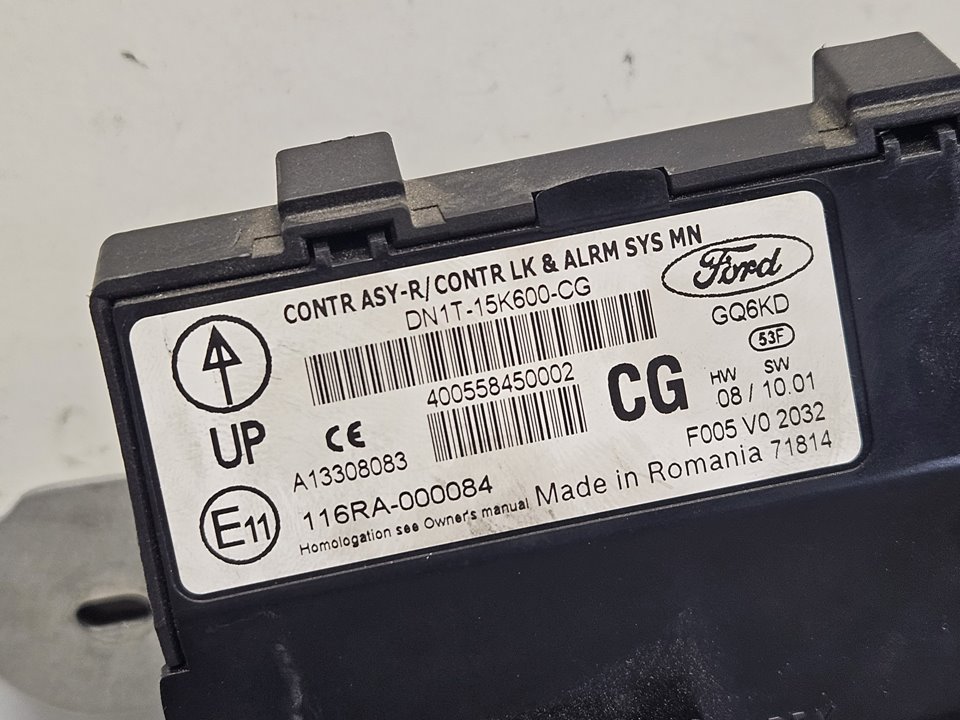 CONTR ASY-R/CONTR LK & ALRM SYS MN
DN1T-15K600-CG
Ford
GQ6KD
53F
400558450002
CG
HW SW
08 / 10.01
UP
CE
A13308083
F005 V0 2032
E11
116RA-000084
Made in Romania 71814
Homologation see Owner's manual